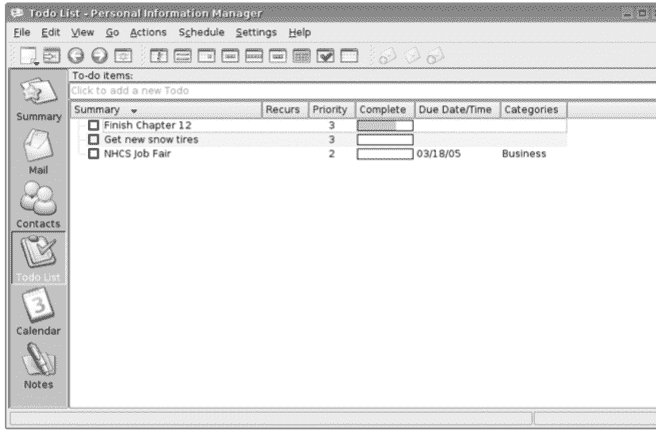 Todo List - Personal Information Manager
File Edit View Go Actions Schedule Settings Help
To-do items:
Click to add a new Todo
Summary Recurs Priority Complete Due Date/Time Categories
Finish Chapter 12 3
Get new snow tires 3
NHCS Job Fair 2 03/18/05 Business
Summary
Mail
Contacts
Todo List
3
Calendar
Notes